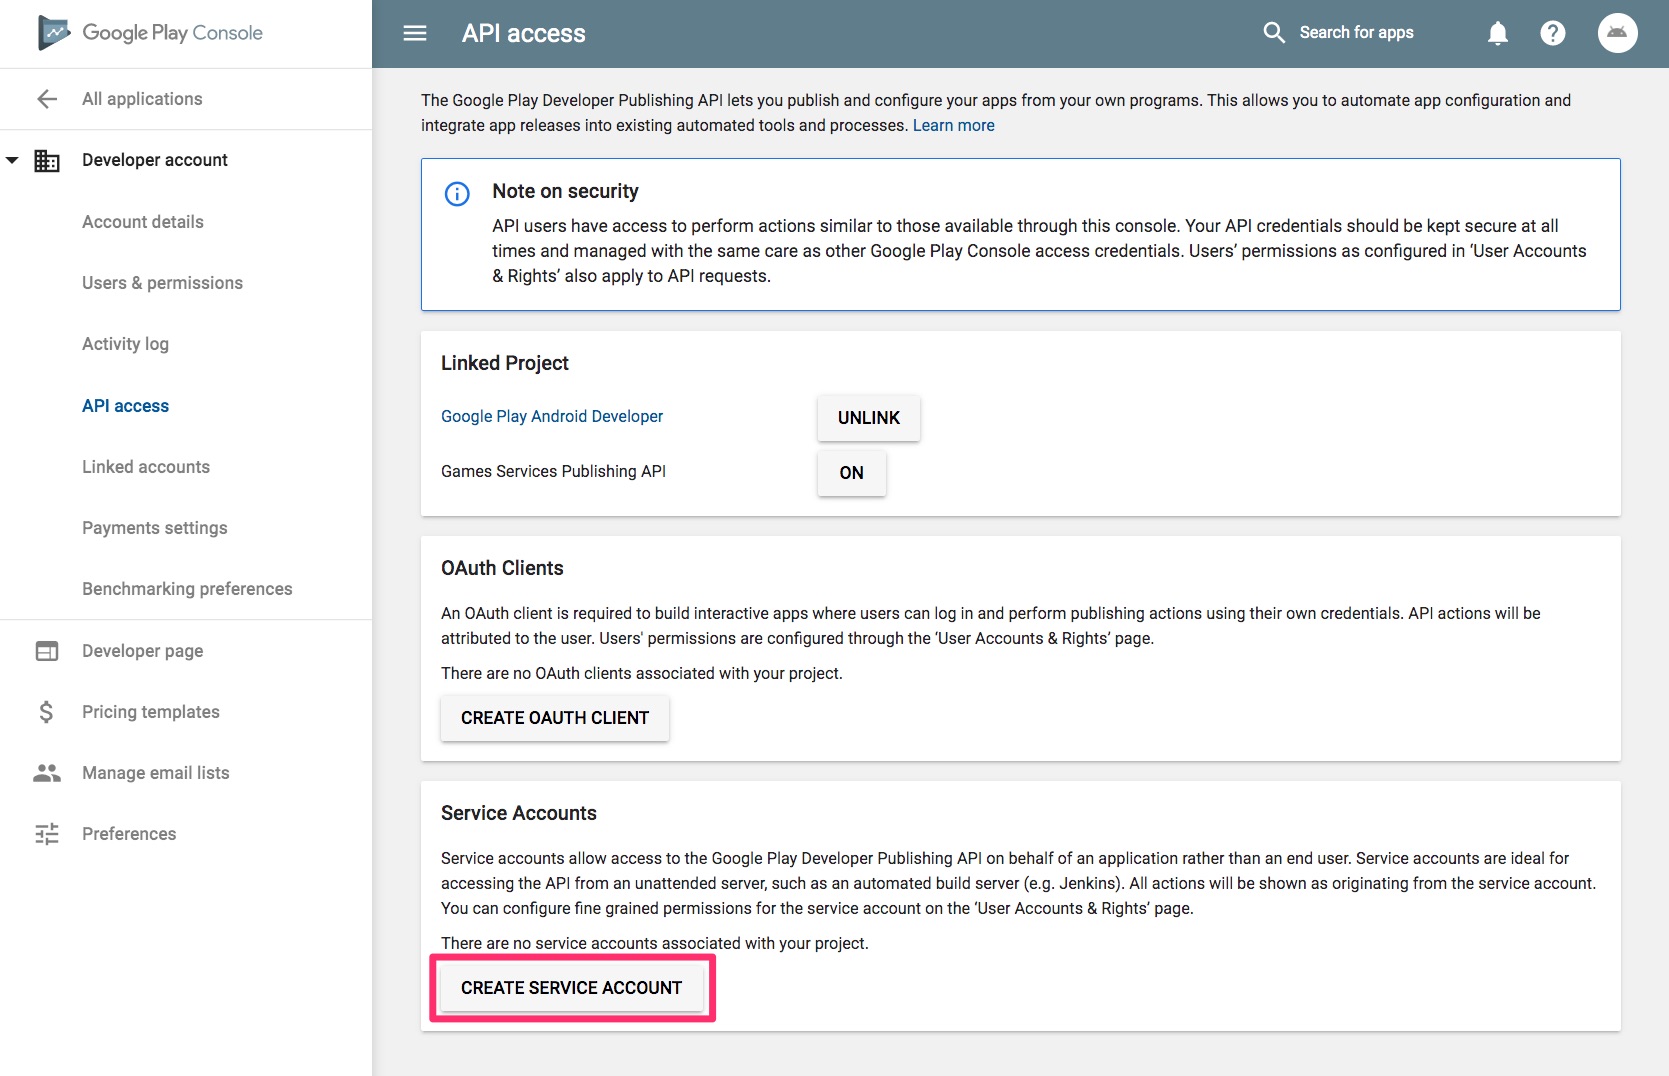 Google Play Console
All applications
Developer account
Account details
Users & permissions
Activity log
API access
Linked accounts
Payments settings
Benchmarking preferences
Developer page
Pricing templates
Manage email lists
Preferences
API access
Search for apps
The Google Play Developer Publishing API lets you publish and configure your apps from your own programs. This allows you to automate app configuration and
integrate app releases into existing automated tools and processes. Learn more
Note on security
API users have access to perform actions similar to those available through this console. Your API credentials should be kept secure at all
times and managed with the same care as other Google Play Console access credentials. Users’ permissions as configured in ‘User Accounts
& Rights’ also apply to API requests.
Linked Project
Google Play Android Developer
UNLINK
Games Services Publishing API
ON
OAuth Clients
An OAuth client is required to build interactive apps where users can log in and perform publishing actions using their own credentials. API actions will be
attributed to the user. Users' permissions are configured through the ‘User Accounts & Rights’ page.
There are no OAuth clients associated with your project.
CREATE OAUTH CLIENT
Service Accounts
Service accounts allow access to the Google Play Developer Publishing API on behalf of an application rather than an end user. Service accounts are ideal for
accessing the API from an unattended server, such as an automated build server (e.g. Jenkins). All actions will be shown as originating from the service account.
You can configure fine grained permissions for the service account on the ‘User Accounts & Rights’ page.
There are no service accounts associated with your project.
CREATE SERVICE ACCOUNT